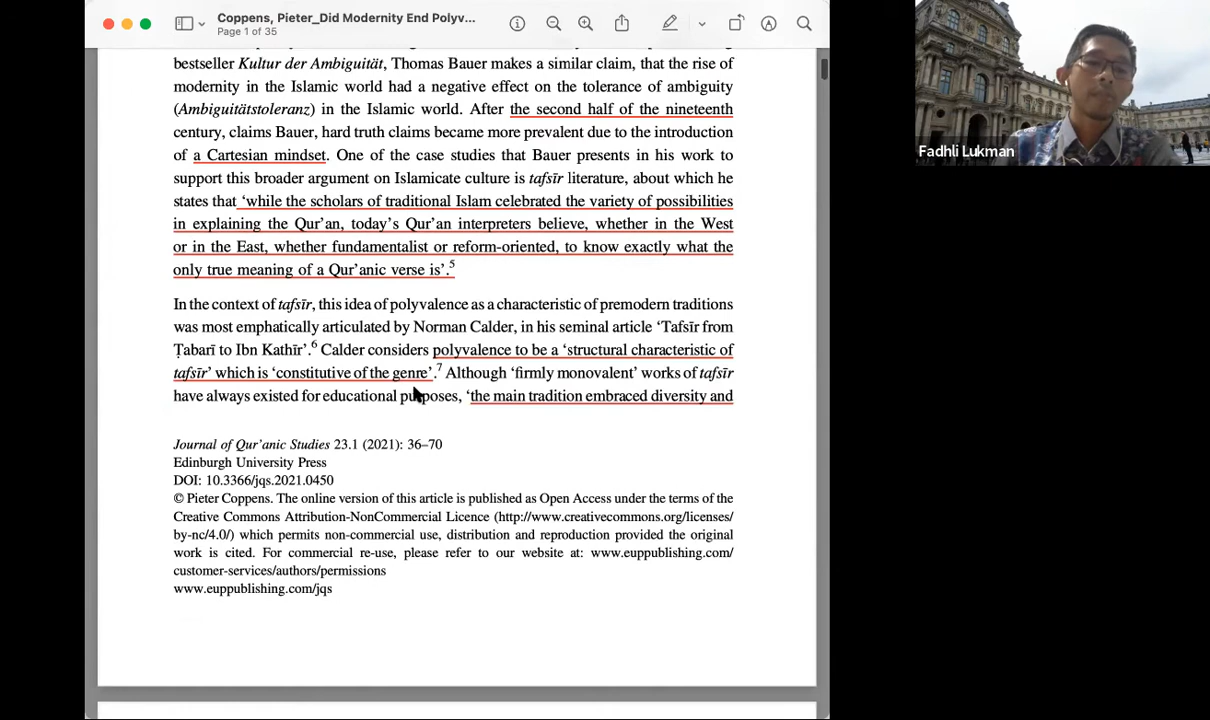 Coppens, Pieter_Did Modernity End Polyv...
Page 1 of 35
bestseller Kultur der Ambiguität, Thomas Bauer makes a similar claim, that the rise of
modernity in the Islamic world had a negative effect on the tolerance of ambiguity
(Ambiguitätstoleranz) in the Islamic world. After the second half of the nineteenth
century, claims Bauer, hard truth claims became more prevalent due to the introduction
of a Cartesian mindset. One of the case studies that Bauer presents in his work to
support this broader argument on Islamicate culture is tafsīr literature, about which he
states that ‘while the scholars of traditional Islam celebrated the variety of possibilities
in explaining the Qur’an, today’s Qur’an interpreters believe, whether in the West
or in the East, whether fundamentalist or reform-oriented, to know exactly what the
only true meaning of a Qur’anic verse is’.5
In the context of tafsīr, this idea of polyvalence as a characteristic of premodern traditions
was most emphatically articulated by Norman Calder, in his seminal article ‘Tafsīr from
Ṭabarī to Ibn Kathīr’.6 Calder considers polyvalence to be a ‘structural characteristic of
tafsīr’ which is ‘constitutive of the genre’.7 Although ‘firmly monovalent’ works of tafsīr
have always existed for educational purposes, ‘the main tradition embraced diversity and
Journal of Qur’anic Studies 23.1 (2021): 36–70
Edinburgh University Press
DOI: 10.3366/jqs.2021.0450
© Pieter Coppens. The online version of this article is published as Open Access under the terms of the
Creative Commons Attribution-NonCommercial Licence (http://www.creativecommons.org/licenses/
by-nc/4.0/) which permits non-commercial use, distribution and reproduction provided the original
work is cited. For commercial re-use, please refer to our website at: www.euppublishing.com/
customer-services/authors/permissions
www.euppublishing.com/jqs
Fadhli Lukman